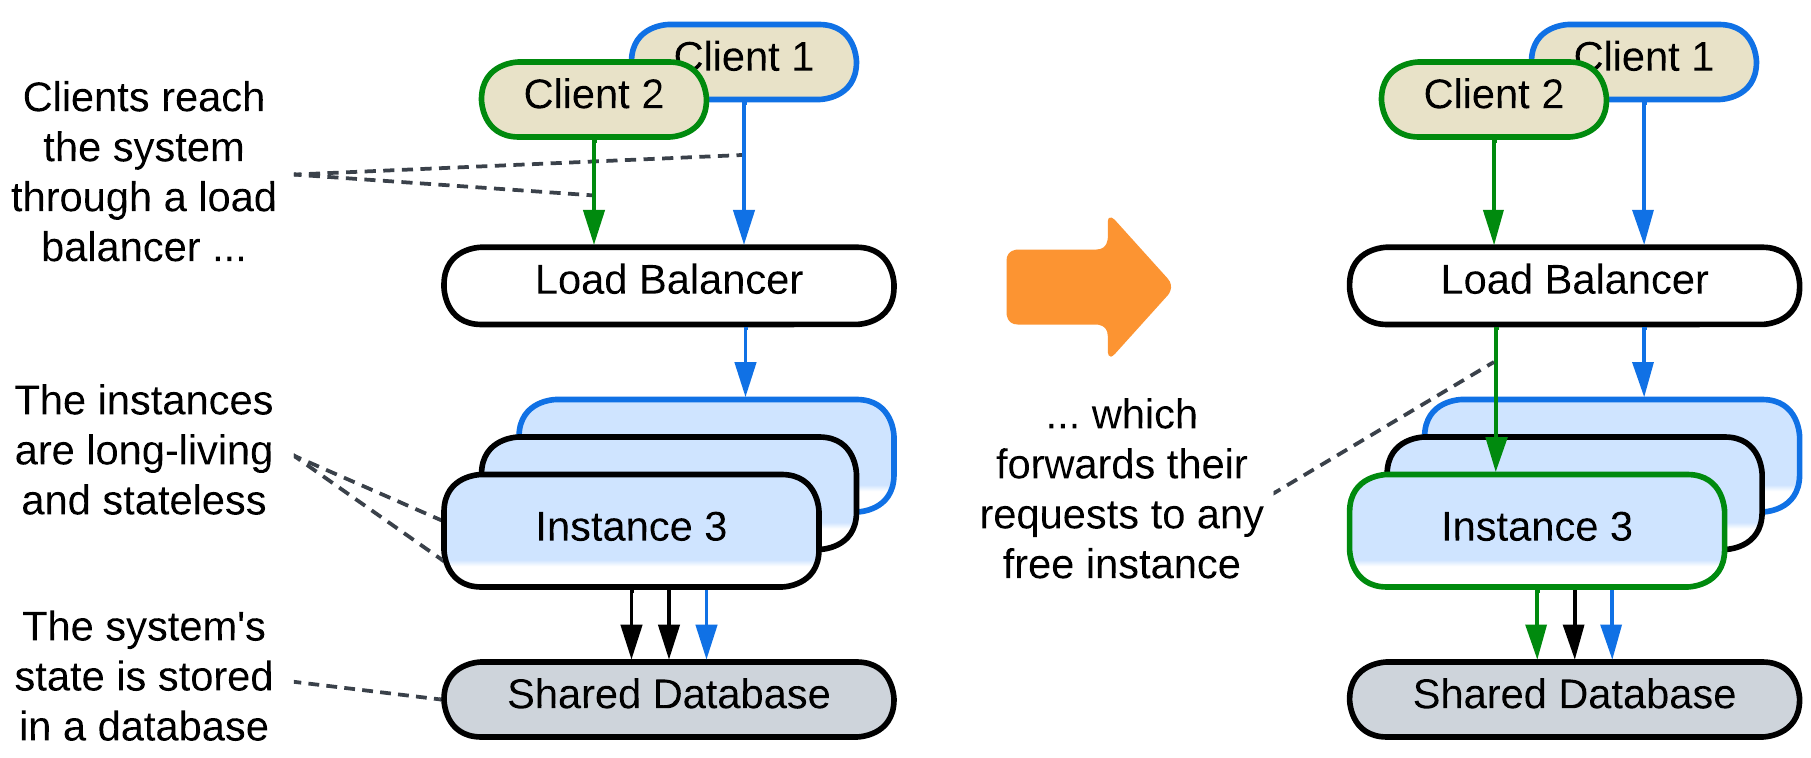 Clients reach
the system
through a load
balancer ...
The instances
are long-living
and stateless
The system's
state is stored
in a database
Client 1
Client 2
Load Balancer
Instance 3
Shared Database
... which
forwards their
requests to any
free instance
Client 1
Client 2
Load Balancer
Instance 3
Shared Database